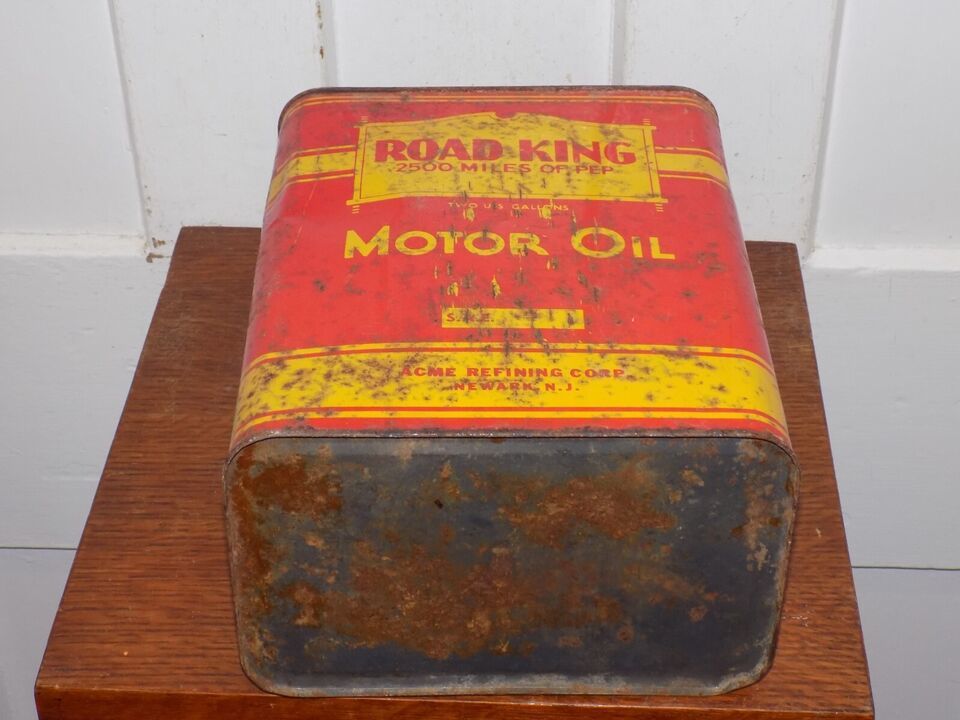 ROAD KING
2500 MILES OF PEP
TWO U.S. GALLONS
MOTOR OIL
S.A.E.
ACME REFINING CORP.
NEWARK, N.J.